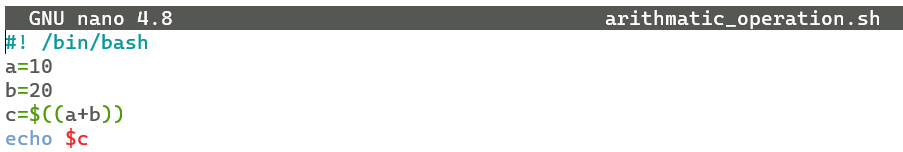 GNU nano 4.8 arithmatic_operation.sh
#! /bin/bash
a=10
b=20
c=$((a+b))
echo $c